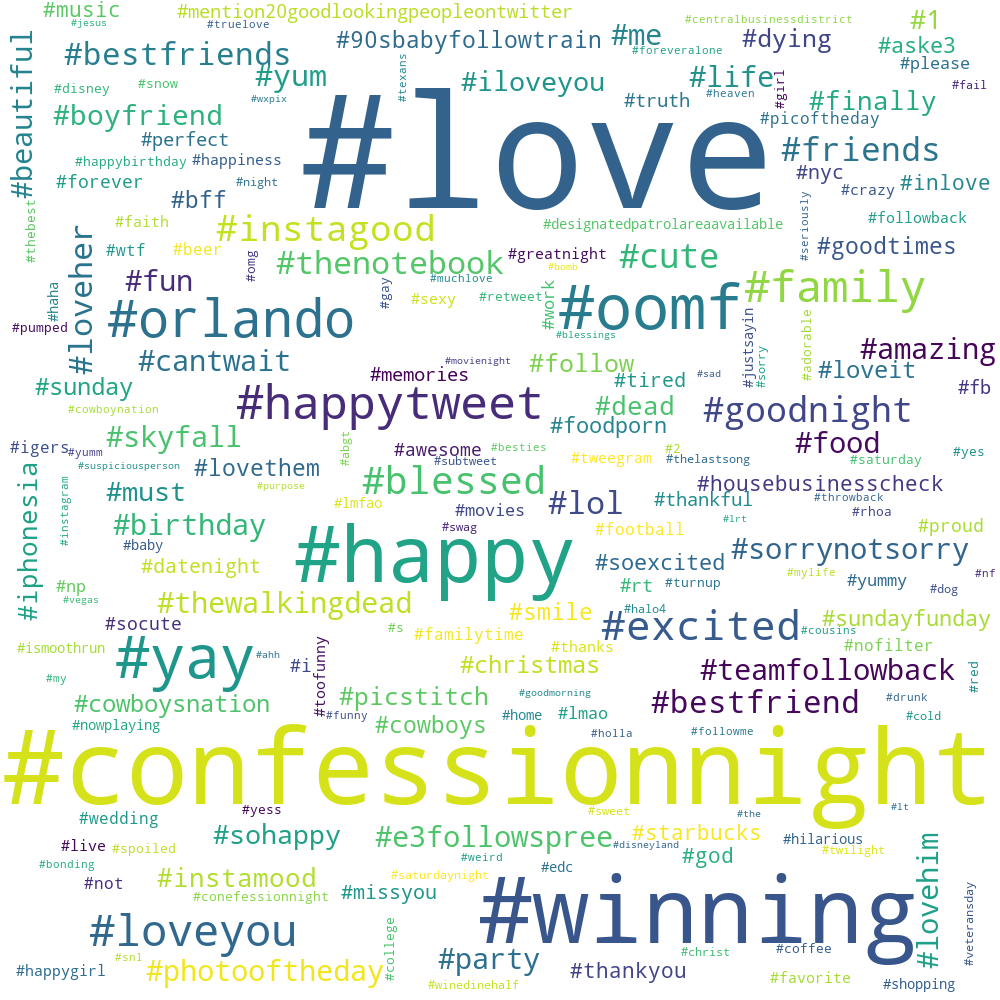 #music
#mention20goodlookingpeopleontwitter
#centralbusinessdistrict
#1
#jesus
#truelove
#bestfriends
#90sbabyfollowtrain
#me
#foreveralone
#dying
#aske3
#beautiful
#yum
#texans
#iloveyou
#life
#girl
#please
#disney
#snow
#wxpix
#love
#heaven
#fail
#boyfriend
#truth
#finally
#perfect
#picoftheday
#happybirthday
#happiness
#friends
#forever
#night
#nyc
#crazy
#inlove
#bff
#thebest
#faith
#instagood
#designatedpatrolareaavailable
#seriously
#followback
#loveher
#wtf
#beer
#omg
#thenotebook
#greatnight
#cute
#goodtimes
#bomb
#haha
#fun
#gay
#muchlove
#work
#family
#pumped
#orlando
#sexy
#retweet
#oomf
#blessings
#justsayin
#sorry
#adorable
#amazing
#cantwait
#movienight
#follow
#memories
#sad
#loveit
#sunday
#tired
#fb
#cowboynation
#happytweet
#dead
#goodnight
#foodporn
#igers
#yumm
#skyfall
#abgt
#awesome
#besties
#2
#food
#yes
#suspiciousperson
#lovethem
#subtweet
#tweegram
#thelastsong
#saturday
#iphonesia
#instagram
#must
#purpose
#blessed
#lol
#thankful
#housebusinesscheck
#throwback
#lmfao
#movies
#rhoa
#birthday
#swag
#football
#lrt
#proud
#baby
#happy
#sorrynotsorry
#datenight
#soexcited
#mylife
#nf
#np
#rt
#turnup
#yummy
#dog
#vegas
#thewalkingdead
#smile
#halo4
#socute
#s
#familytime
#excited
#cousins
#sundayfunday
#ismoothrun
#yay
#ahh
#i
#toofunny
#thanks
#nofilter
#my
#christmas
#teamfollowback
#red
#cowboysnation
#picstitch
#goodmorning
#bestfriend
#drunk
#nowplaying
#funny
#cowboys
#home
#lmao
#holla
#followme
#cold
#confessionnight
#wedding
#yess
#sweet
#the
#lt
#live
#spoiled
#sohappy
#e3followspree
#starbucks
#disneyland
#hilarious
#twilight
#bonding
#weird
#god
#lovehim
#not
#instamood
#saturdaynight
#edc
#conefessionnight
#missyou
#winning
#veteransday
#loveyou
#college
#snl
#party
#christ
#coffee
#happygirl
#photooftheday
#winedinehalf
#thankyou
#favorite
#shopping